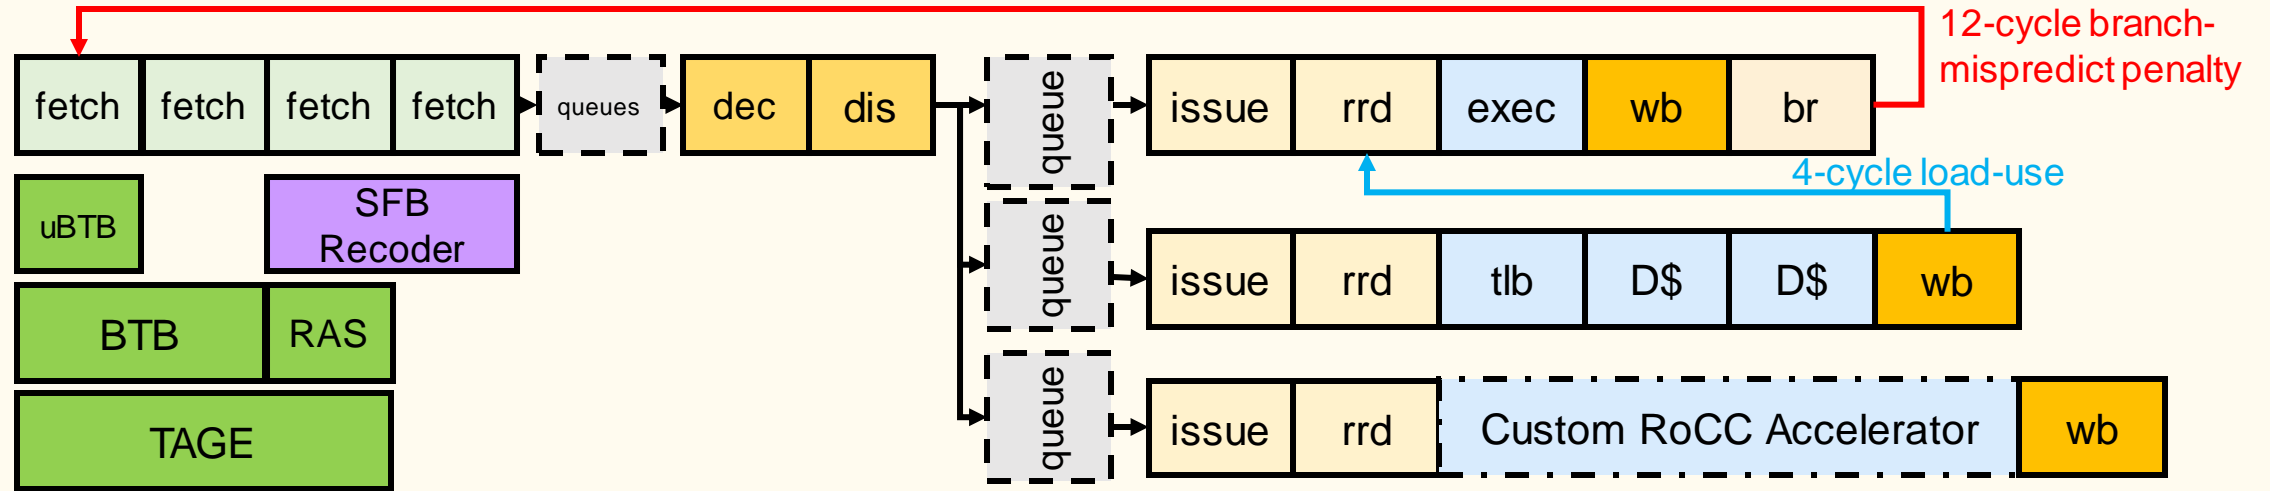 12-cycle branch-
mispredict penalty
fetch fetch fetch fetch queues dec dis queue issue rrd exec wb br
4-cycle load-use
uBTB
SFB
Recoder
queue issue rrd tlb D$ D$ wb
BTB RAS
TAGE
queue issue rrd Custom RoCC Accelerator wb